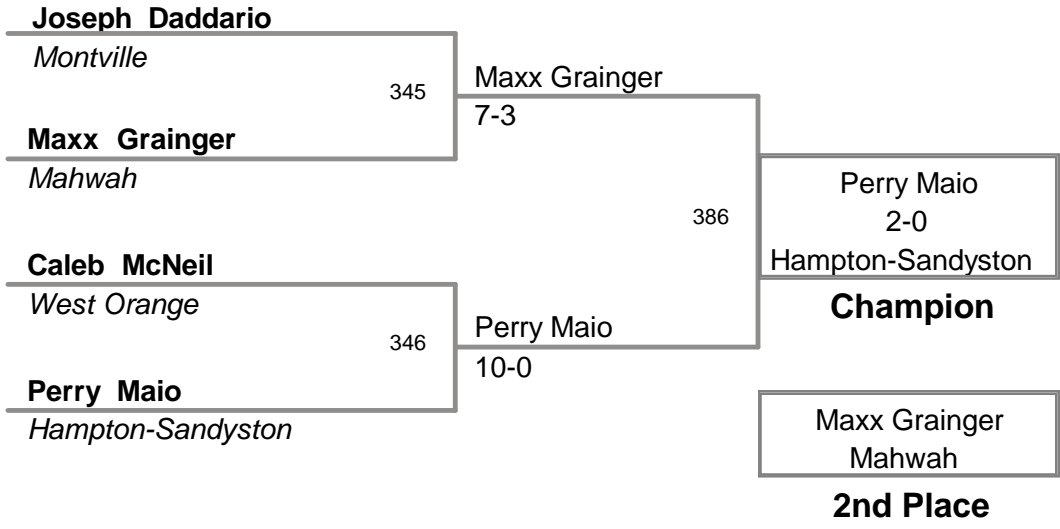 Joseph Daddario
Montville
345
Maxx Grainger
7-3
Maxx Grainger
Mahwah
386
Perry Maio
2-0
Hampton-Sandyston
Champion
Caleb McNeil
West Orange
346
Perry Maio
10-0
Perry Maio
Hampton-Sandyston
Maxx Grainger
Mahwah
2nd Place